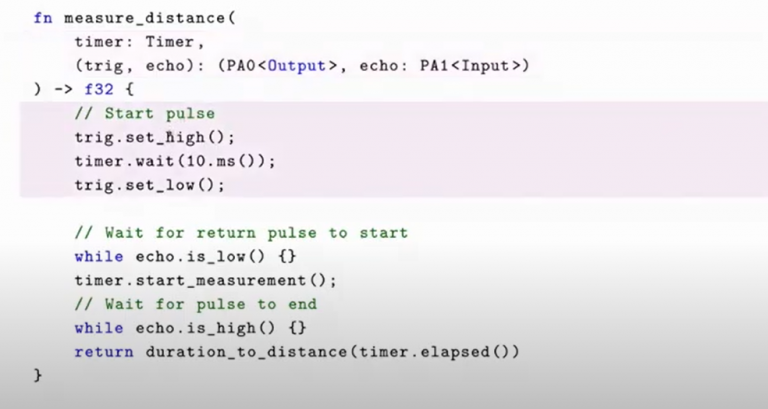 fn measure_distance(
    timer: Timer,
    (trig, echo): (PA0<Output>, echo: PA1<Input>)
) -> f32 {
    // Start pulse
    trig.set_high();
    timer.wait(10.ms());
    trig.set_low();

    // Wait for return pulse to start
    while echo.is_low() {}
    timer.start_measurement();
    // Wait for pulse to end
    while echo.is_high() {}
    return duration_to_distance(timer.elapsed())
}